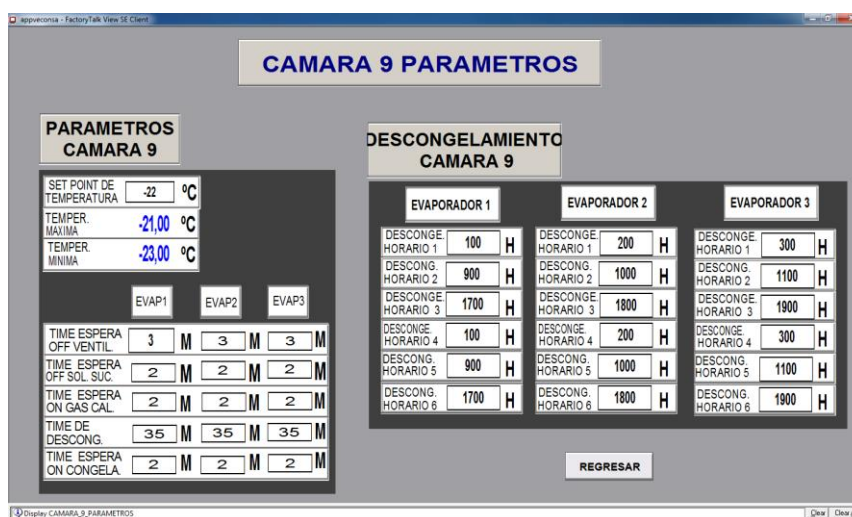 appveconsa - FactoryTalk View SE Client
CAMARA 9 PARAMETROS
PARAMETROS
CAMARA 9
SET POINT DE
TEMPERATURA -22 ºC
TEMPER.
MAXIMA -21,00 ºC
TEMPER.
MINIMA -23,00 ºC
EVAP1 EVAP2 EVAP3
TIME ESPERA
OFF VENTIL. 3 M 3 M 3 M
TIME ESPERA
OFF SOL. SUC. 2 M 2 M 2 M
TIME ESPERA
ON GAS CAL. 2 M 2 M 2 M
TIME DE
DESCONG. 35 M 35 M 35 M
TIME ESPERA
ON CONGELA. 2 M 2 M 2 M
DESCONGELAMIENTO
CAMARA 9
EVAPORADOR 1
DESCONGE.
HORARIO 1 100 H
DESCONG.
HORARIO 2 900 H
DESCONGE.
HORARIO 3 1700 H
DESCONGE.
HORARIO 4 100 H
DESCONG.
HORARIO 5 900 H
DESCONG.
HORARIO 6 1700 H
EVAPORADOR 2
DESCONGE.
HORARIO 1 200 H
DESCONG.
HORARIO 2 1000 H
DESCONGE.
HORARIO 3 1800 H
DESCONGE.
HORARIO 4 200 H
DESCONG.
HORARIO 5 1000 H
DESCONG.
HORARIO 6 1800 H
EVAPORADOR 3
DESCONGE.
HORARIO 1 300 H
DESCONG.
HORARIO 2 1100 H
DESCONGE.
HORARIO 3 1900 H
DESCONGE.
HORARIO 4 300 H
DESCONG.
HORARIO 5 1100 H
DESCONG.
HORARIO 6 1900 H
REGRESAR
Display CAMARA_9_PARAMETROS
Clear Clear